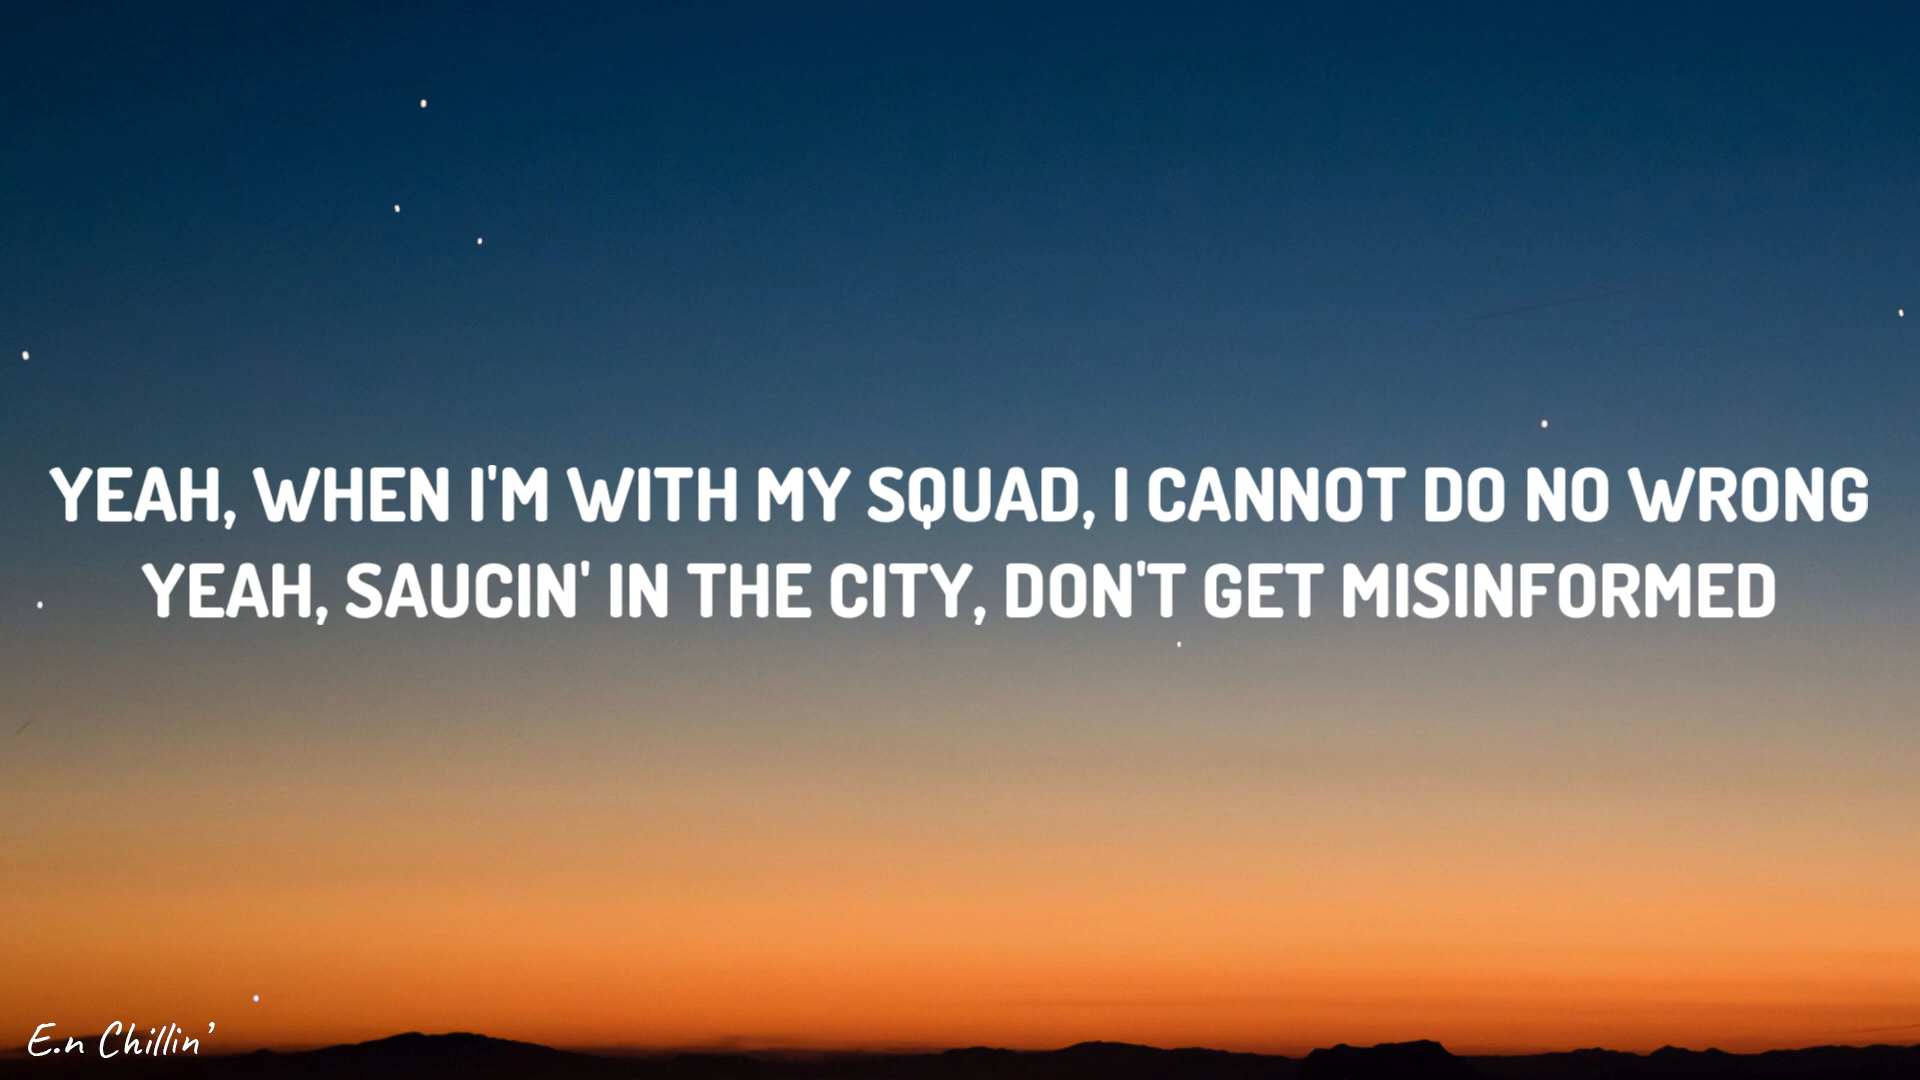 YEAH, WHEN I'M WITH MY SQUAD, I CANNOT DO NO WRONG
YEAH, SAUCIN' IN THE CITY, DON'T GET MISINFORMED
E.n Chillin’